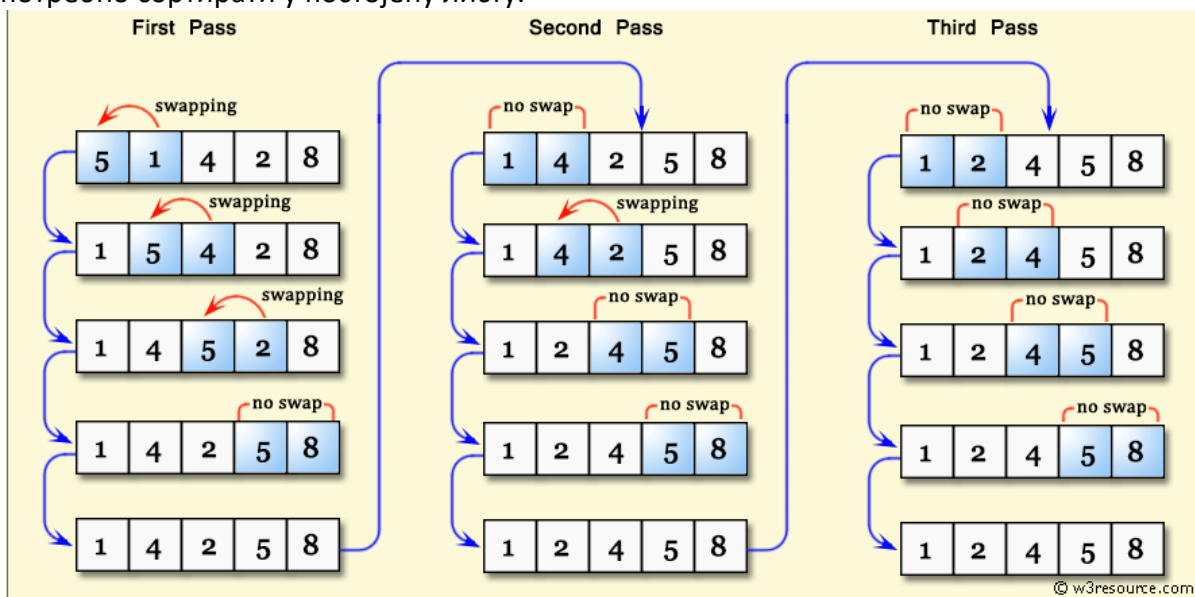 потребно сортирати у постојећу листу.
First Pass
swapping
5 1 4 2 8
swapping
1 5 4 2 8
swapping
1 4 5 2 8
no swap
1 4 2 5 8
1 4 2 5 8
Second Pass
no swap
1 4 2 5 8
swapping
1 4 2 5 8
no swap
1 2 4 5 8
no swap
1 2 4 5 8
1 2 4 5 8
Third Pass
no swap
1 2 4 5 8
no swap
1 2 4 5 8
no swap
1 2 4 5 8
no swap
1 2 4 5 8
1 2 4 5 8
© w3resource.com